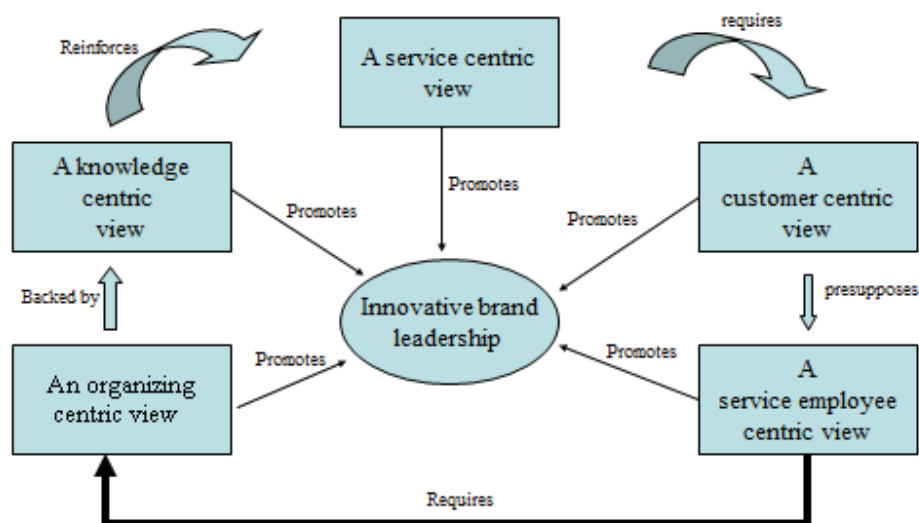 Reinforces
requires
A service centric
view
A knowledge
centric
view
Promotes
Promotes
Promotes
A
customer centric
view
Backed by
Innovative brand
leadership
presupposes
An organizing
centric view
Promotes
Promotes
A
service employee
centric view
Requires